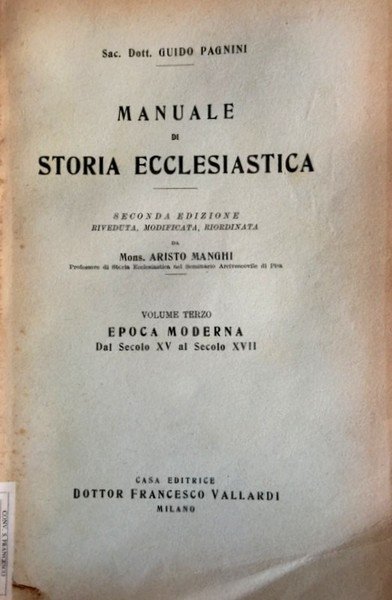 Sac. Dott. GUIDO PAGNINI
MANUALE
DI
STORIA ECCLESIASTICA
SECONDA EDIZIONE
RIVEDUTA, MODIFICATA, RIORDINATA
DA
Mons. ARISTO MANGHI
Professore di Storia Ecclesiastica nel Seminario Arcivescovile di Pisa
VOLUME TERZO
EPOCA MODERNA
Dal Secolo XV al Secolo XVII
CASA EDITRICE
DOTTOR FRANCESCO VALLARDI
MILANO
CONV. S. FRANCESCO